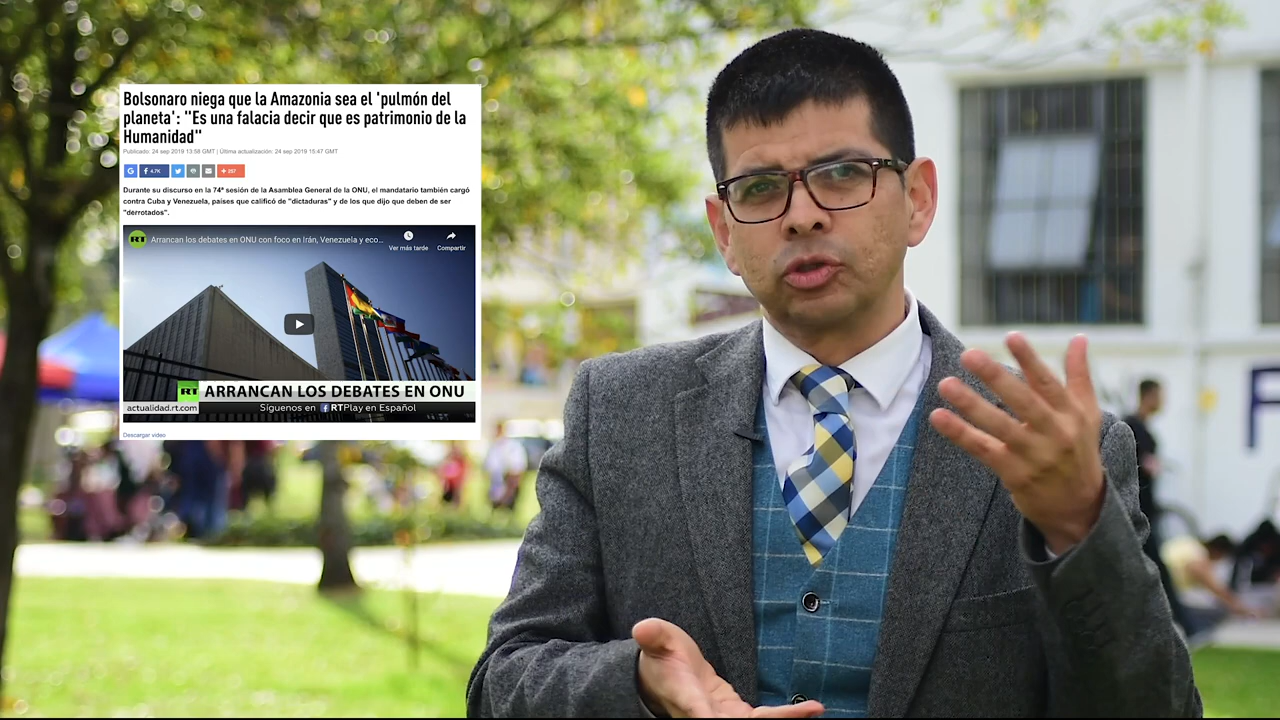 Bolsonaro niega que la Amazonia sea el 'pulmón del
planeta': "Es una falacia decir que es patrimonio de la
Humanidad"
Publicado: 24 sep 2019 13:58 GMT | Última actualización: 24 sep 2019 15:47 GMT
G f 4.7K + 257
Durante su discurso en la 74ª sesión de la Asamblea General de la ONU, el mandatario también cargó
contra Cuba y Venezuela, países que calificó de "dictaduras" y de los que dijo que deben de ser
"derrotados".
RT Arrancan los debates en ONU con foco en Irán, Venezuela y eco...
Ver más tarde Compartir
RT ARRANCAN LOS DEBATES EN ONU
actualidad.rt.com Síguenos en f RTPlay en Español
Descargar video